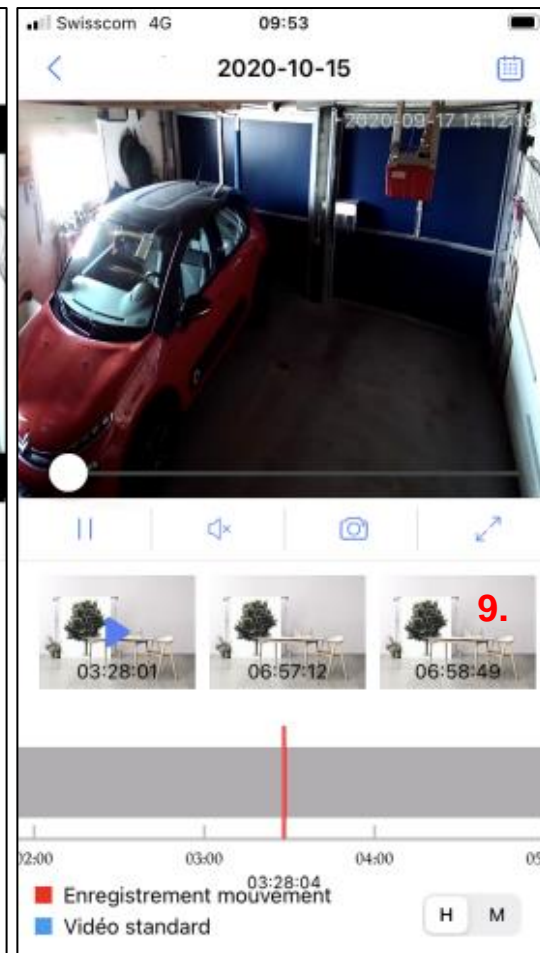 Swisscom 4G 09:53
2020-10-15
2020-09-17 14:12:18
9.
03:28:01 06:57:12 06:58:49
02:00 03:00 04:00 05
03:28:04
Enregistrement mouvement
Vidéo standard
H M